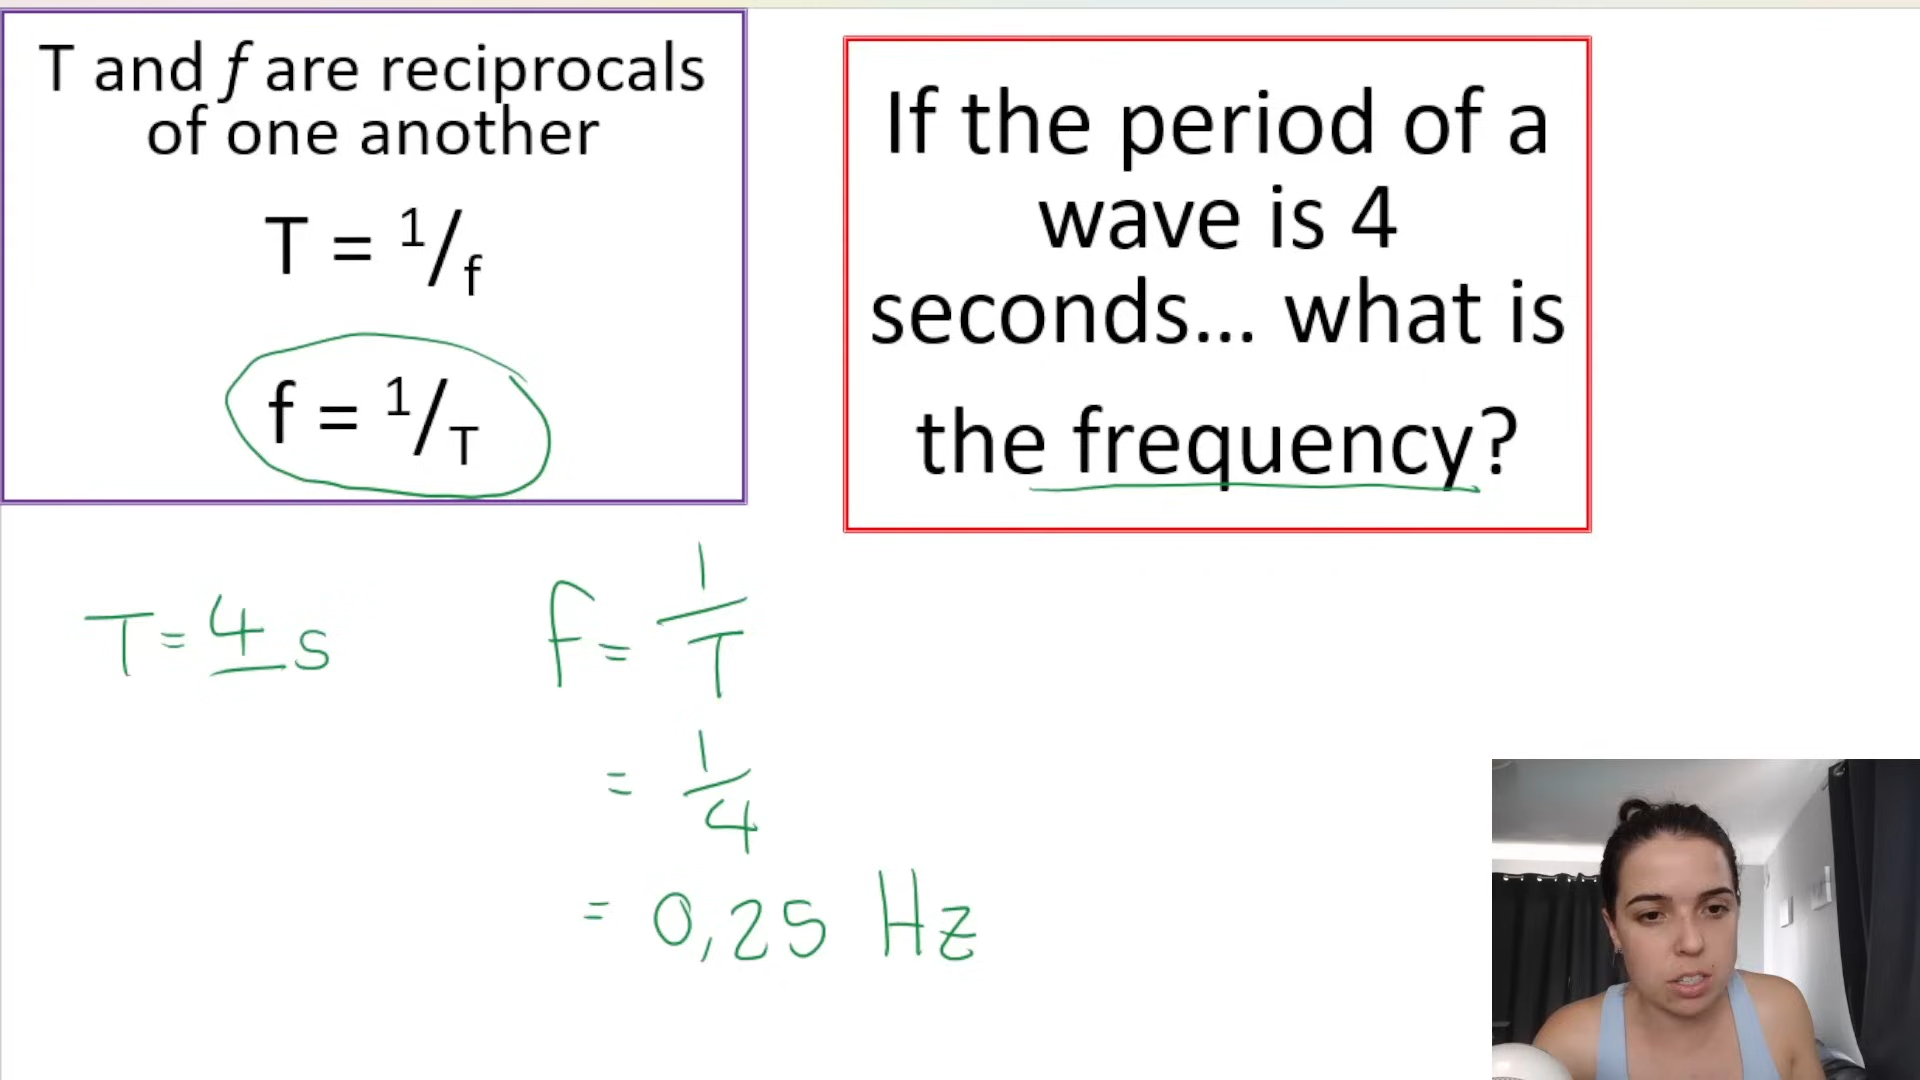 T and f are reciprocals
of one another
T = 1/f
f = 1/T
If the period of a
wave is 4
seconds... what is
the frequency?
T = 4 s
f = 1/T
= 1/4
= 0,25 Hz